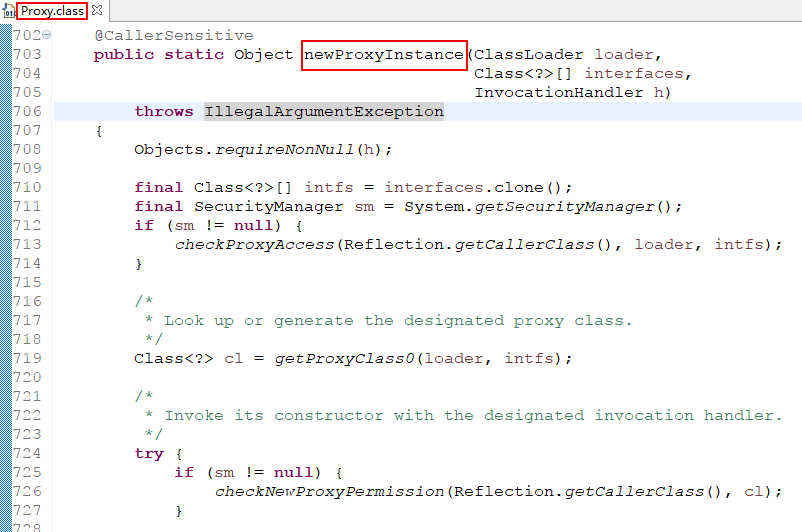 Proxy.class
702 @CallerSensitive
703 public static Object newProxyInstance(ClassLoader loader,
704 Class<?>[] interfaces,
705 InvocationHandler h)
706 throws IllegalArgumentException
707 {
708 Objects.requireNonNull(h);
709
710 final Class<?>[] intfs = interfaces.clone();
711 final SecurityManager sm = System.getSecurityManager();
712 if (sm != null) {
713 checkProxyAccess(Reflection.getCallerClass(), loader, intfs);
714 }
715
716 /*
717 * Look up or generate the designated proxy class.
718 */
719 Class<?> cl = getProxyClass0(loader, intfs);
720
721 /*
722 * Invoke its constructor with the designated invocation handler.
723 */
724 try {
725 if (sm != null) {
726 checkNewProxyPermission(Reflection.getCallerClass(), cl);
727 }
728